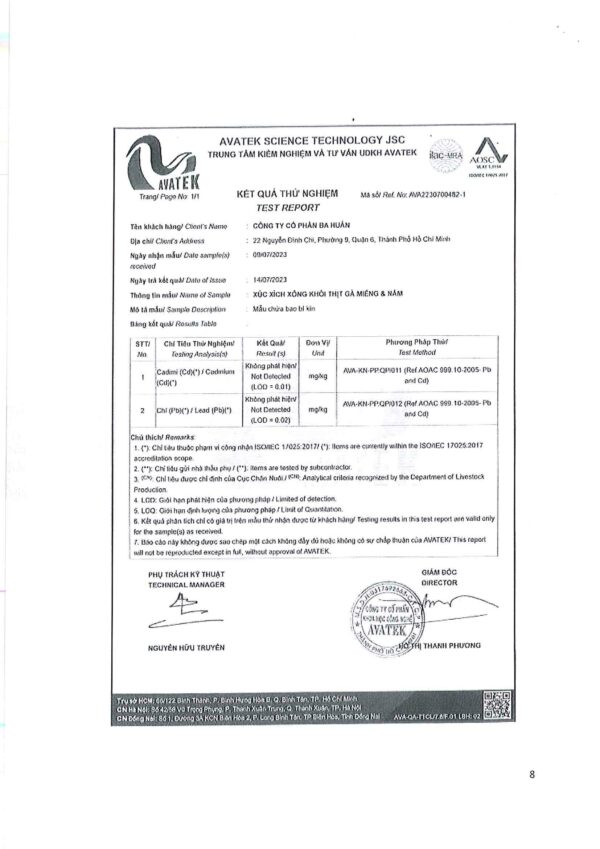 AVATEK SCIENCE TECHNOLOGY JSC
TRUNG TÂM KIỂM NGHIỆM VÀ TƯ VẤN UDKH AVATEK
AVATEK
ilac-MRA
AOSC
ISO/IEC 17025:2017
Trang/ Page No: 1/1
KẾT QUẢ THỬ NGHIỆM
Mã số/ Ref. No: AVA2230700482-1
TEST REPORT
Tên khách hàng/ Client's Name : CÔNG TY CỔ PHẦN BA HUÂN
Địa chỉ/ Client's Address : 22 Nguyễn Đình Chi, Phường 9, Quận 6, Thành Phố Hồ Chí Minh
Ngày nhận mẫu/ Date sample(s) received : 09/07/2023
Ngày trả kết quả/ Date of Issue : 14/07/2023
Thông tin mẫu/ Name of Sample : XÚC XÍCH XÔNG KHÓI THỊT GÀ MIẾNG & NẤM
Mô tả mẫu/ Sample Description : Mẫu chứa bao bì kín
Bảng kết quả/ Results Table :
STT/ No
Chỉ Tiêu Thử Nghiệm/ Testing Analysis(s)
Kết Quả/ Result (s)
Đơn Vị/ Unit
Phương Pháp Thử/ Test Method
1
Cadimi (Cd)(*) / Cadmium (Cd)(*)
Không phát hiện/ Not Detected (LOD = 0.01)
mg/kg
AVA-KN-PP.QPI/011 (Ref.AOAC 999.10-2005- Pb and Cd)
2
Chì (Pb)(*) / Lead (Pb)(*)
Không phát hiện/ Not Detected (LOD = 0.02)
mg/kg
AVA-KN-PP.QPI/012 (Ref.AOAC 999.10-2005- Pb and Cd)
Chú thích/ Remarks:
1. (*): Chỉ tiêu thuộc phạm vi công nhận ISO/IEC 17025:2017/ (*): Items are currently within the ISO/IEC 17025:2017
accreditation scope.
2. (**): Chỉ tiêu gửi nhà thầu phụ / (**): Items are tested by subcontractor.
3. (CN): Chỉ tiêu được chỉ định của Cục Chăn Nuôi./ (CN): Analytical criteria recognized by the Department of Livestock
Production.
4. LOD: Giới hạn phát hiện của phương pháp / Limited of detection.
5. LOQ: Giới hạn định lượng của phương pháp / Limit of Quantitation.
6. Kết quả phân tích chỉ có giá trị trên mẫu thử nhận được từ khách hàng/ Testing results in this test report are valid only
for the sample(s) as received.
7. Báo cáo này không được sao chép một cách không đầy đủ hoặc không có sự chấp thuận của AVATEK/ This report
will not be reproduced except in full, without approval of AVATEK.
PHỤ TRÁCH KỸ THUẬT
TECHNICAL MANAGER
GIÁM ĐỐC
DIRECTOR
CÔNG TY CỔ PHẦN
KHOA HỌC CÔNG NGHỆ
AVATEK
NGUYỄN HỮU TRUYỀN
THỊ THANH PHƯƠNG
Trụ sở HCM: 60/122 Bình Thành, P. Bình Hưng Hòa B, Q. Bình Tân, TP. Hồ Chí Minh
CN Hà Nội: Số 42/58 Vũ Trọng Phụng, P. Thanh Xuân Trung, Q. Thanh Xuân, TP. Hà Nội
CN Đồng Nai: Số 1, Đường 3A KCN Biên Hòa 2, P. Long Bình Tân, TP Biên Hòa, Tỉnh Đồng Nai
LBH: 02
8